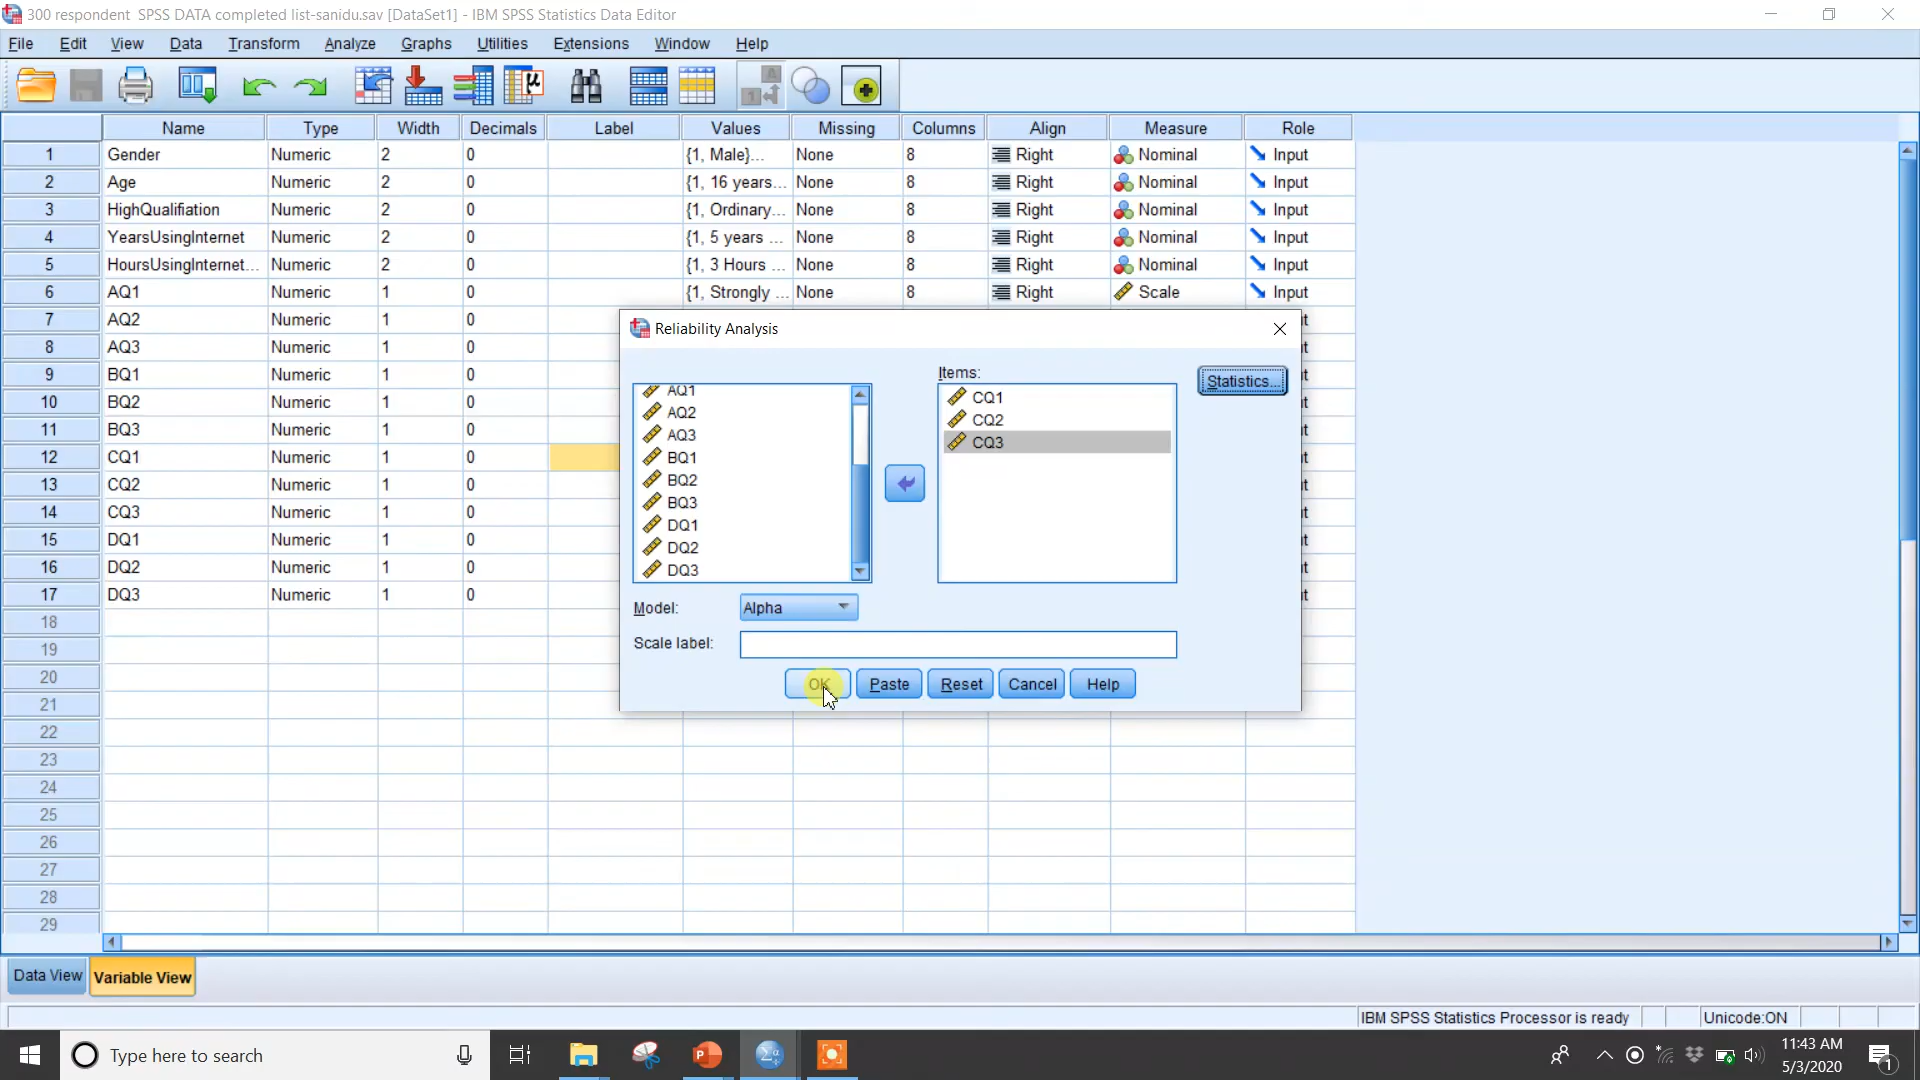 300 respondent  SPSS DATA completed list-sanidu.sav [DataSet1] - IBM SPSS Statistics Data Editor
File Edit View Data Transform Analyze Graphs Utilities Extensions Window Help
Name Type Width Decimals Label Values Missing Columns Align Measure Role
1 Gender Numeric 2 0 {1, Male}... None 8 Right Nominal Input
2 Age Numeric 2 0 {1, 16 years... None 8 Right Nominal Input
3 HighQualifiation Numeric 2 0 {1, Ordinary... None 8 Right Nominal Input
4 YearsUsingInternet Numeric 2 0 {1, 5 years ... None 8 Right Nominal Input
5 HoursUsingInternet... Numeric 2 0 {1, 3 Hours ... None 8 Right Nominal Input
6 AQ1 Numeric 1 0 {1, Strongly ... None 8 Right Scale Input
7 AQ2 Numeric 1 0
8 AQ3 Numeric 1 0
9 BQ1 Numeric 1 0
10 BQ2 Numeric 1 0
11 BQ3 Numeric 1 0
12 CQ1 Numeric 1 0
13 CQ2 Numeric 1 0
14 CQ3 Numeric 1 0
15 DQ1 Numeric 1 0
16 DQ2 Numeric 1 0
17 DQ3 Numeric 1 0
18
19
20
21
22
23
24
25
26
27
28
29
Reliability Analysis
AQ1
AQ2
AQ3
BQ1
BQ2
BQ3
DQ1
DQ2
DQ3
Items:
CQ1
CQ2
CQ3
Statistics...
Model: Alpha
Scale label:
OK Paste Reset Cancel Help
Data View Variable View
IBM SPSS Statistics Processor is ready Unicode:ON
Type here to search
11:43 AM
5/3/2020
1